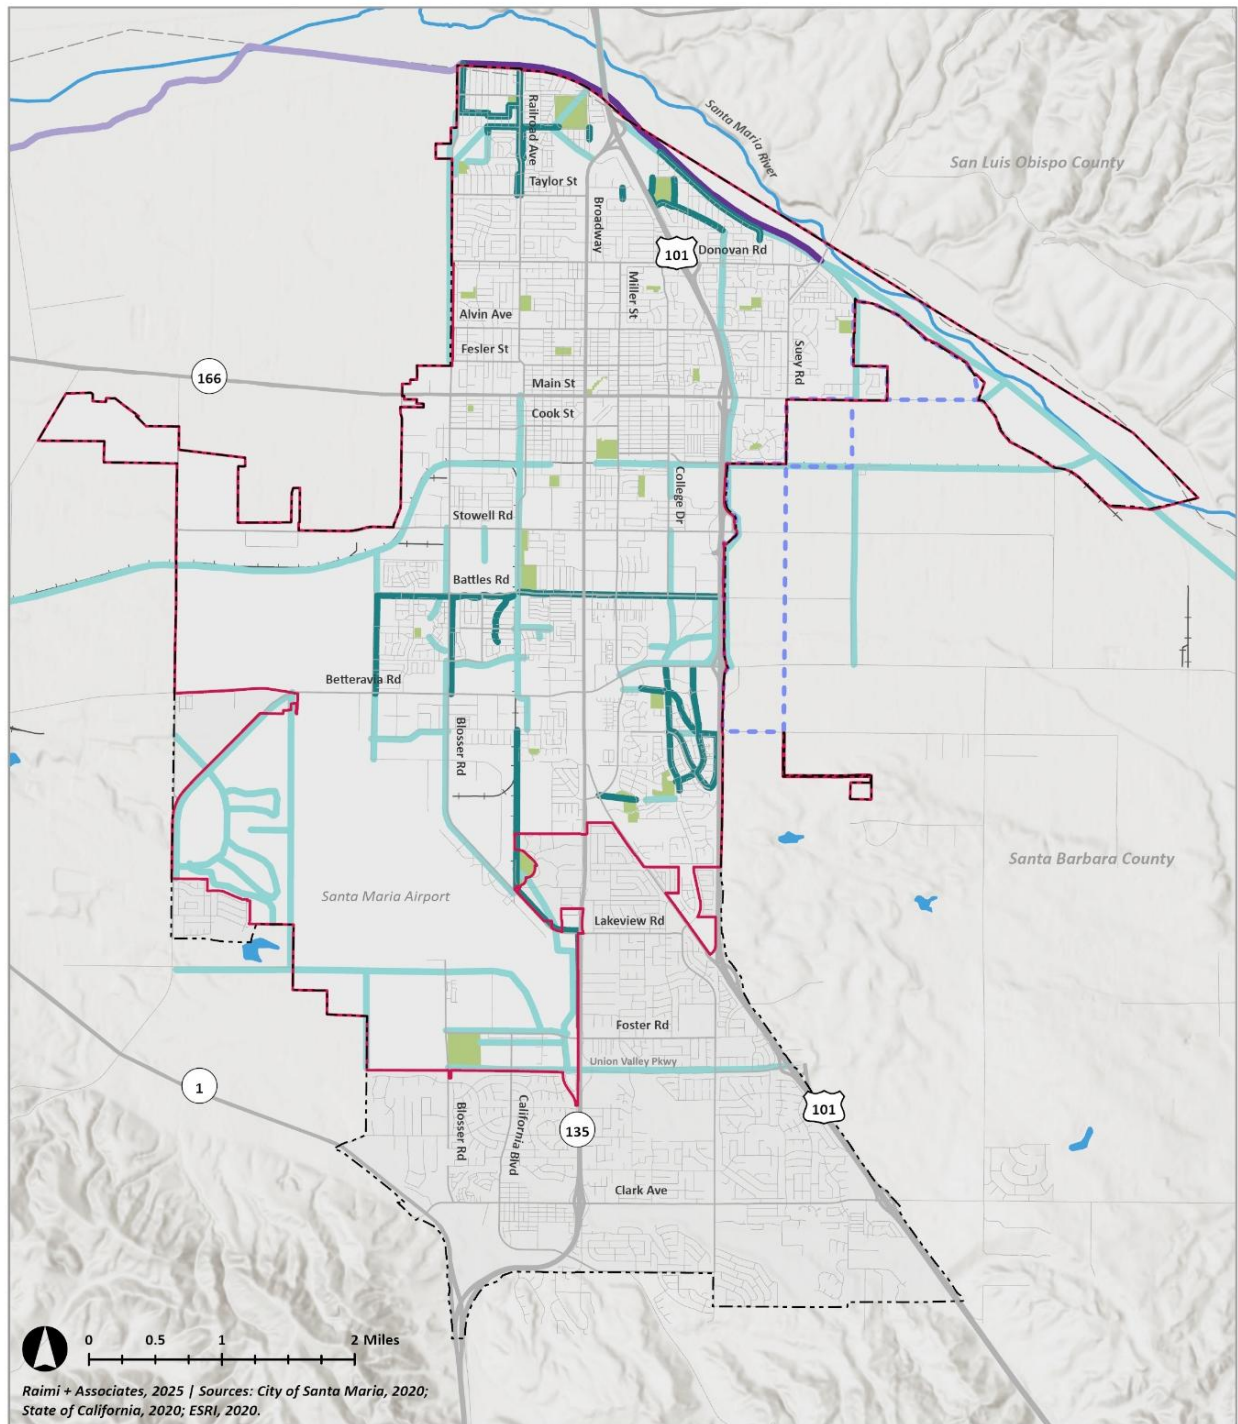 Santa Maria River
San Luis Obispo County
Railroad Ave
Taylor St
Broadway
101
Donovan Rd
Miller St
Alvin Ave
Fesler St
Suey Rd
166
Main St
Cook St
College Dr
Stowell Rd
Battles Rd
Betteravia Rd
Blosser Rd
Santa Barbara County
Santa Maria Airport
Lakeview Rd
Foster Rd
Union Valley Pkwy
1
101
Blosser Rd
California Blvd
135
Clark Ave
0 0.5 1 2 Miles
Raimi + Associates, 2025 | Sources: City of Santa Maria, 2020;
State of California, 2020; ESRI, 2020.